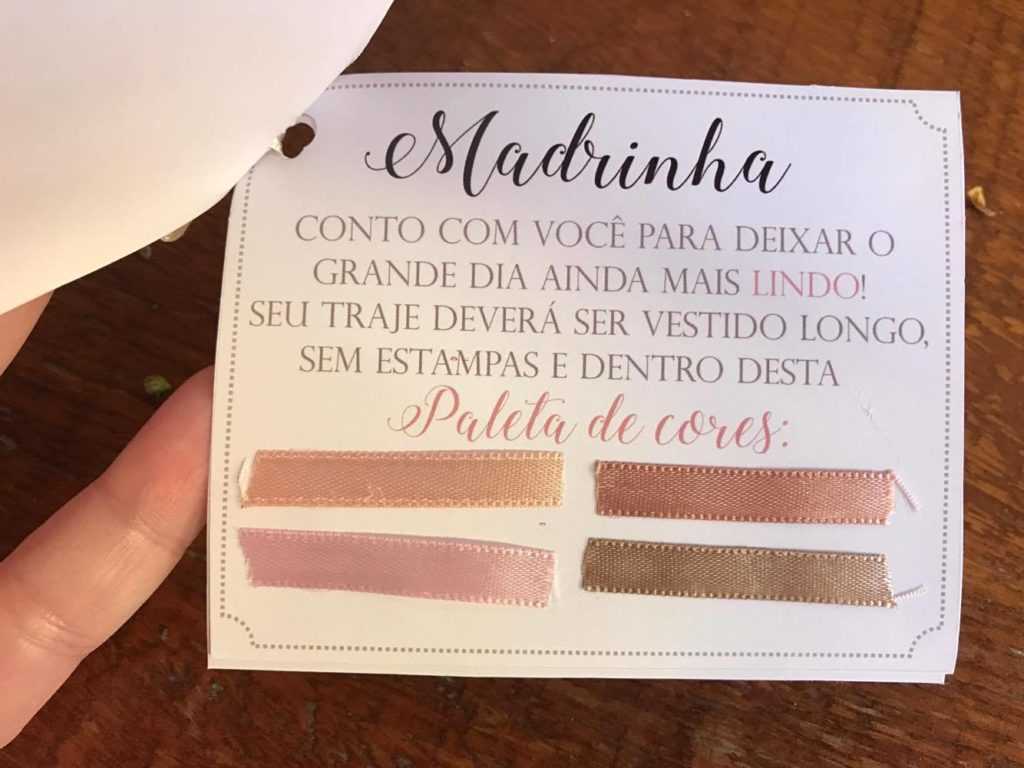 Madrinha
CONTO COM VOCÊ PARA DEIXAR O
GRANDE DIA AINDA MAIS LINDO!
SEU TRAJE DEVERÁ SER VESTIDO LONGO,
SEM ESTAMPAS E DENTRO DESTA
Paleta de cores: